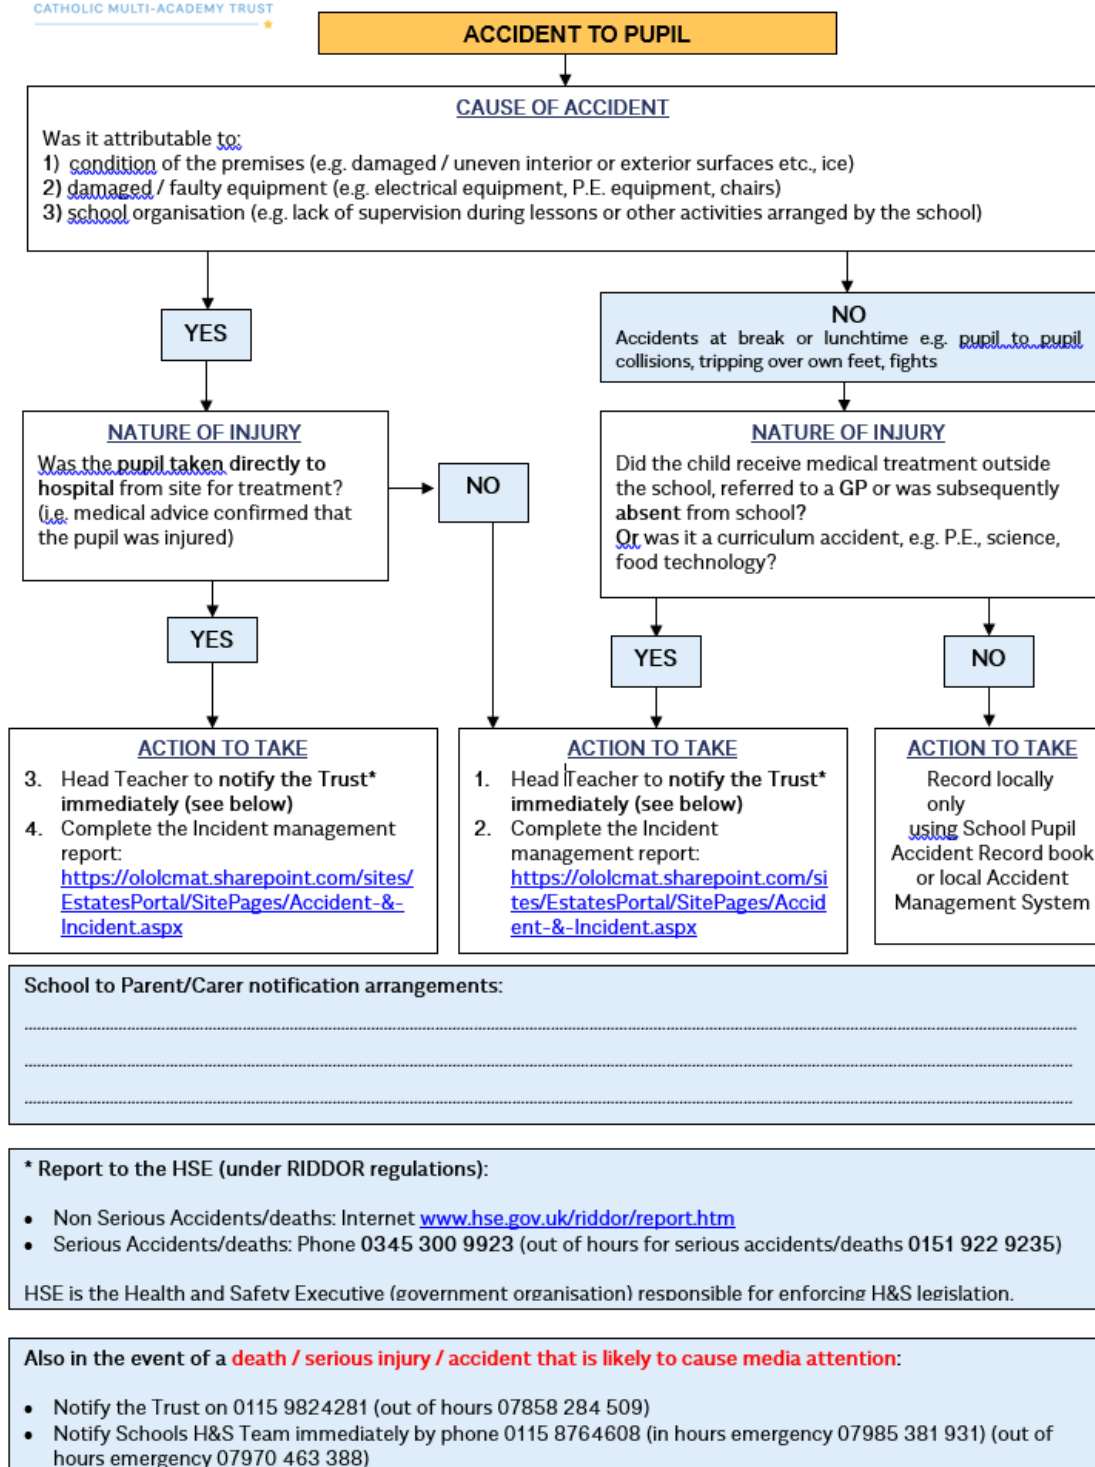 CATHOLIC MULTI-ACADEMY TRUST
ACCIDENT TO PUPIL
CAUSE OF ACCIDENT
Was it attributable to:
1) condition of the premises (e.g. damaged / uneven interior or exterior surfaces etc., ice)
2) damaged / faulty equipment (e.g. electrical equipment, P.E. equipment, chairs)
3) school organisation (e.g. lack of supervision during lessons or other activities arranged by the school)
YES
NO
Accidents at break or lunchtime e.g. pupil to pupil
collisions, tripping over own feet, fights
NATURE OF INJURY
Was the pupil taken directly to
hospital from site for treatment?
(i.e. medical advice confirmed that
the pupil was injured)
NO
NATURE OF INJURY
Did the child receive medical treatment outside
the school, referred to a GP or was subsequently
absent from school?
Or was it a curriculum accident, e.g. P.E., science,
food technology?
YES
YES
NO
ACTION TO TAKE
3. Head Teacher to notify the Trust*
immediately (see below)
4. Complete the Incident management
report:
https://ololcmat.sharepoint.com/sites/
EstatesPortal/SitePages/Accident-&-
Incident.aspx
ACTION TO TAKE
1. Head Teacher to notify the Trust*
immediately (see below)
2. Complete the Incident
management report:
https://ololcmat.sharepoint.com/si
tes/EstatesPortal/SitePages/Accid
ent-&-Incident.aspx
ACTION TO TAKE
Record locally
only
using School Pupil
Accident Record book
or local Accident
Management System
School to Parent/Carer notification arrangements:
* Report to the HSE (under RIDDOR regulations):
• Non Serious Accidents/deaths: Internet www.hse.gov.uk/riddor/report.htm
• Serious Accidents/deaths: Phone 0345 300 9923 (out of hours for serious accidents/deaths 0151 922 9235)
HSE is the Health and Safety Executive (government organisation) responsible for enforcing H&S legislation.
Also in the event of a death / serious injury / accident that is likely to cause media attention:
• Notify the Trust on 0115 9824281 (out of hours 07858 284 509)
• Notify Schools H&S Team immediately by phone 0115 8764608 (in hours emergency 07985 381 931) (out of
hours emergency 07970 463 388)